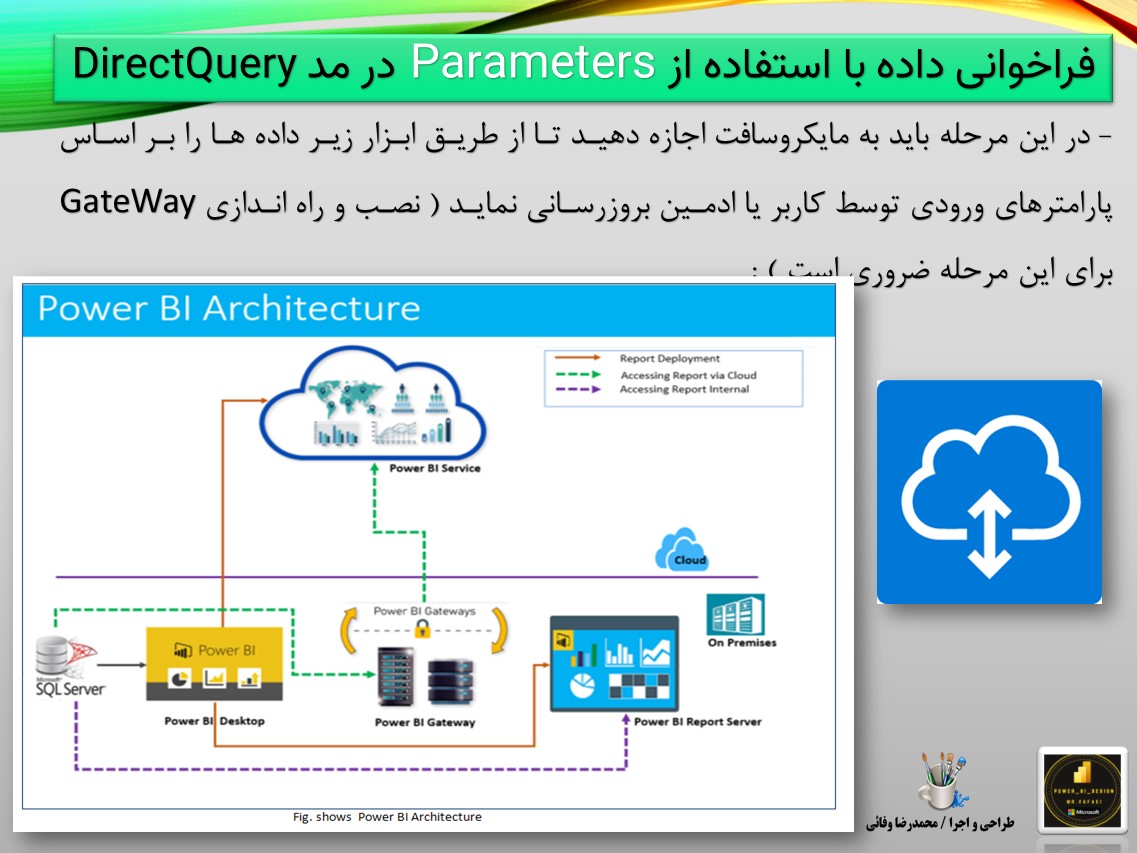 فراخوانی داده با استفاده از Parameters در مد DirectQuery
- در این مرحله باید به مایکروسافت اجازه دهید تا از طریق ابزار زیر داده ها را بر اساس
پارامترهای ورودی توسط کاربر یا ادمین بروزرسانی نماید ( نصب و راه اندازی GateWay
برای این مرحله ضروری است ) :
Power BI Architecture
Report Deployment
Accessing Report via Cloud
Accessing Report Internal
Power BI Service
Cloud
Power BI Gateways
On Premises
Microsoft
SQL Server
Power BI
Power BI Desktop
Power BI Gateway
Power BI Report Server
Fig. shows Power BI Architecture
طراحی و اجرا / محمدرضا وفائی
POWER_BI_DESIGN
MR.VAFAEI
Microsoft